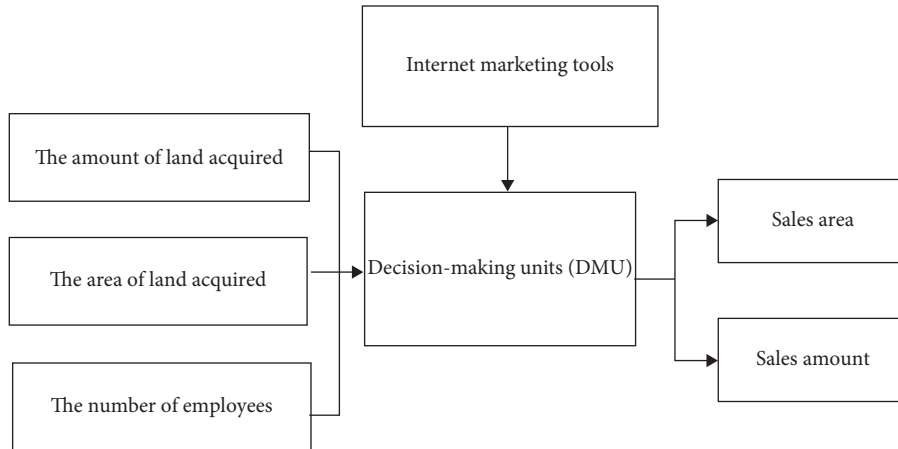 Internet marketing tools
The amount of land acquired
The area of land acquired
The number of employees
Decision-making units (DMU)
Sales area
Sales amount